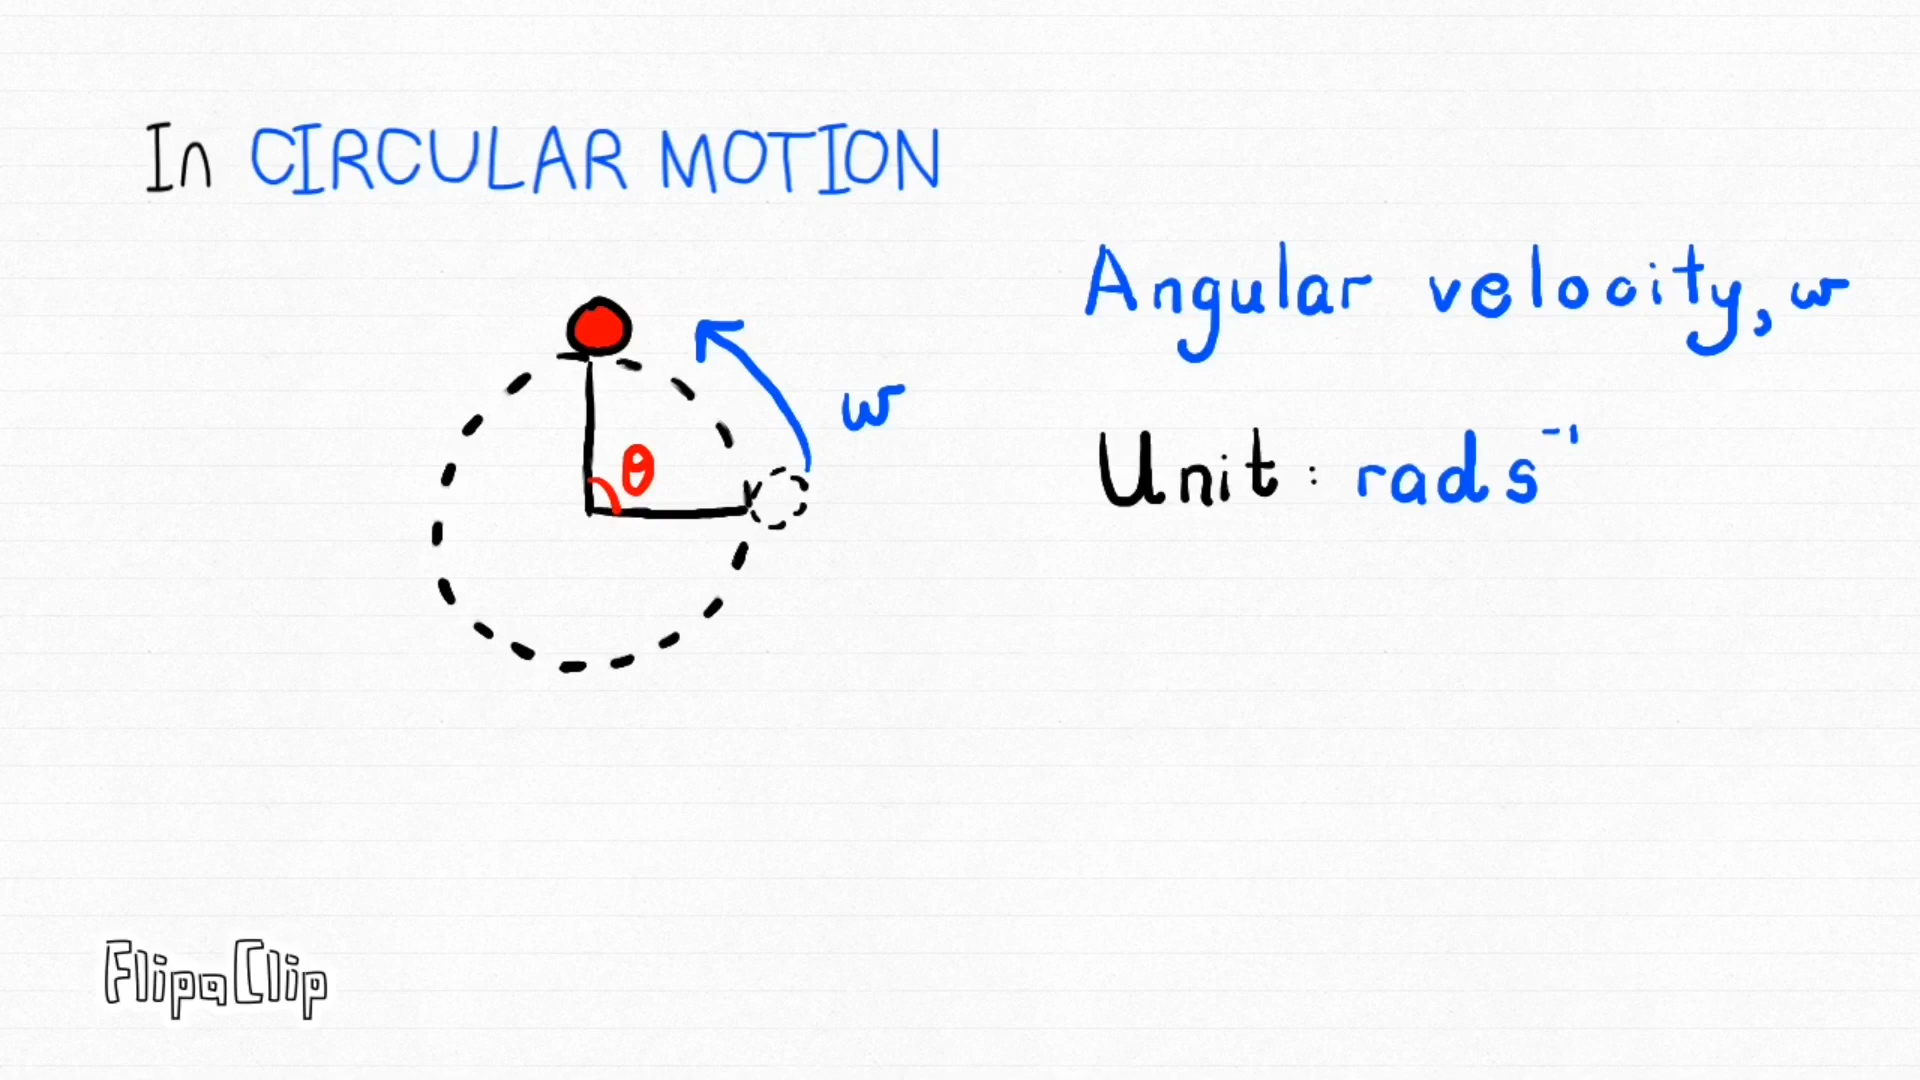 In CIRCULAR MOTION
Angular velocity, ω
ω
θ
Unit: rad s⁻¹
FlipaClip